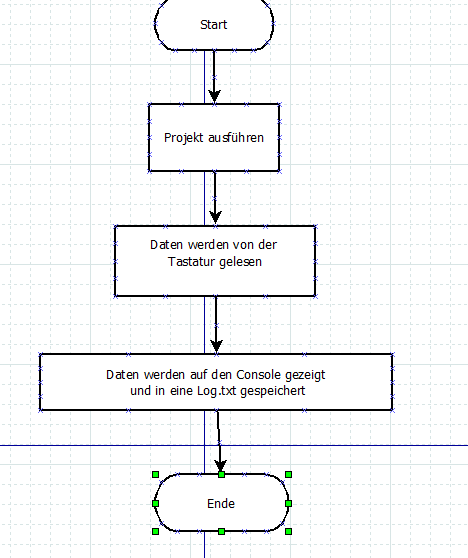 Start
Projekt ausführen
Daten werden von der
Tastatur gelesen
Daten werden auf den Console gezeigt
und in eine Log.txt gespeichert
Ende